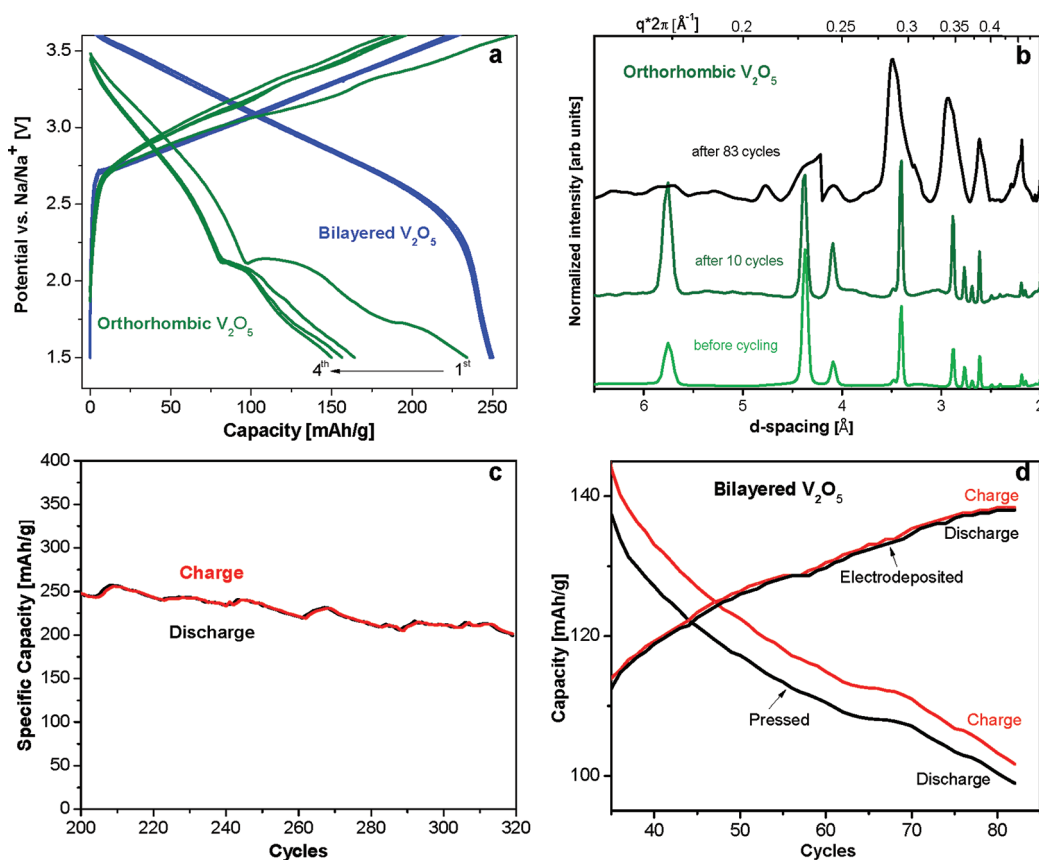 a
Potential vs. Na/Na⁺ [V]
3.5
3.0
2.5
2.0
1.5
Bilayered V₂O₅
Orthorhombic V₂O₅
4ᵗʰ
1ˢᵗ
0 50 100 150 200 250
Capacity [mAh/g]
q*2π [Å⁻¹] 0.2 0.25 0.3 0.35 0.4
b
Orthorhombic V₂O₅
Normalized intensity [arb units]
after 83 cycles
after 10 cycles
before cycling
6 5 4 3 2
d-spacing [Å]
c
Specific Capacity [mAh/g]
400
350
300
250
200
150
100
50
0
Charge
Discharge
200 220 240 260 280 300 320
Cycles
d
Bilayered V₂O₅
Capacity [mAh/g]
140
120
100
Charge
Discharge
Electrodeposited
Pressed
Charge
Discharge
40 50 60 70 80
Cycles